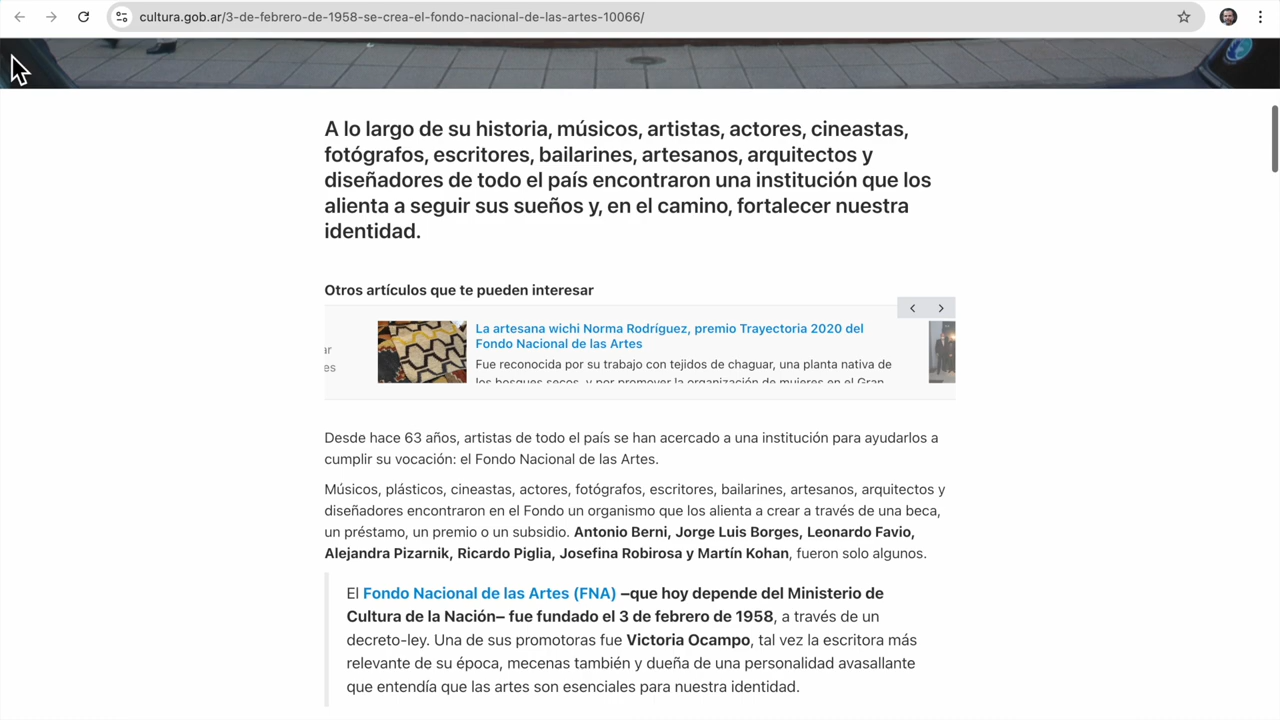 cultura.gob.ar/3-de-febrero-de-1958-se-crea-el-fondo-nacional-de-las-artes-10066/
A lo largo de su historia, músicos, artistas, actores, cineastas,
fotógrafos, escritores, bailarines, artesanos, arquitectos y
diseñadores de todo el país encontraron una institución que los
alienta a seguir sus sueños y, en el camino, fortalecer nuestra
identidad.
Otros artículos que te pueden interesar
ar
es
La artesana wichi Norma Rodríguez, premio Trayectoria 2020 del
Fondo Nacional de las Artes
Fue reconocida por su trabajo con tejidos de chaguar, una planta nativa de
los bosques secos, y por promover la organización de mujeres en el Gran
Desde hace 63 años, artistas de todo el país se han acercado a una institución para ayudarlos a
cumplir su vocación: el Fondo Nacional de las Artes.
Músicos, plásticos, cineastas, actores, fotógrafos, escritores, bailarines, artesanos, arquitectos y
diseñadores encontraron en el Fondo un organismo que los alienta a crear a través de una beca,
un préstamo, un premio o un subsidio. Antonio Berni, Jorge Luis Borges, Leonardo Favio,
Alejandra Pizarnik, Ricardo Piglia, Josefina Robirosa y Martín Kohan, fueron solo algunos.
El Fondo Nacional de las Artes (FNA) –que hoy depende del Ministerio de
Cultura de la Nación– fue fundado el 3 de febrero de 1958, a través de un
decreto-ley. Una de sus promotoras fue Victoria Ocampo, tal vez la escritora más
relevante de su época, mecenas también y dueña de una personalidad avasallante
que entendía que las artes son esenciales para nuestra identidad.